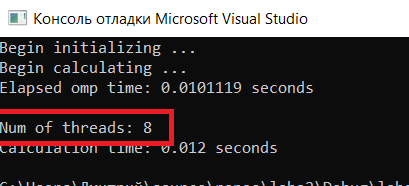 Консоль отладки Microsoft Visual Studio
Begin initializing ...
Begin calculating ...
Elapsed omp time: 0.0101119 seconds
Num of threads: 8
Calculation time: 0.012 seconds